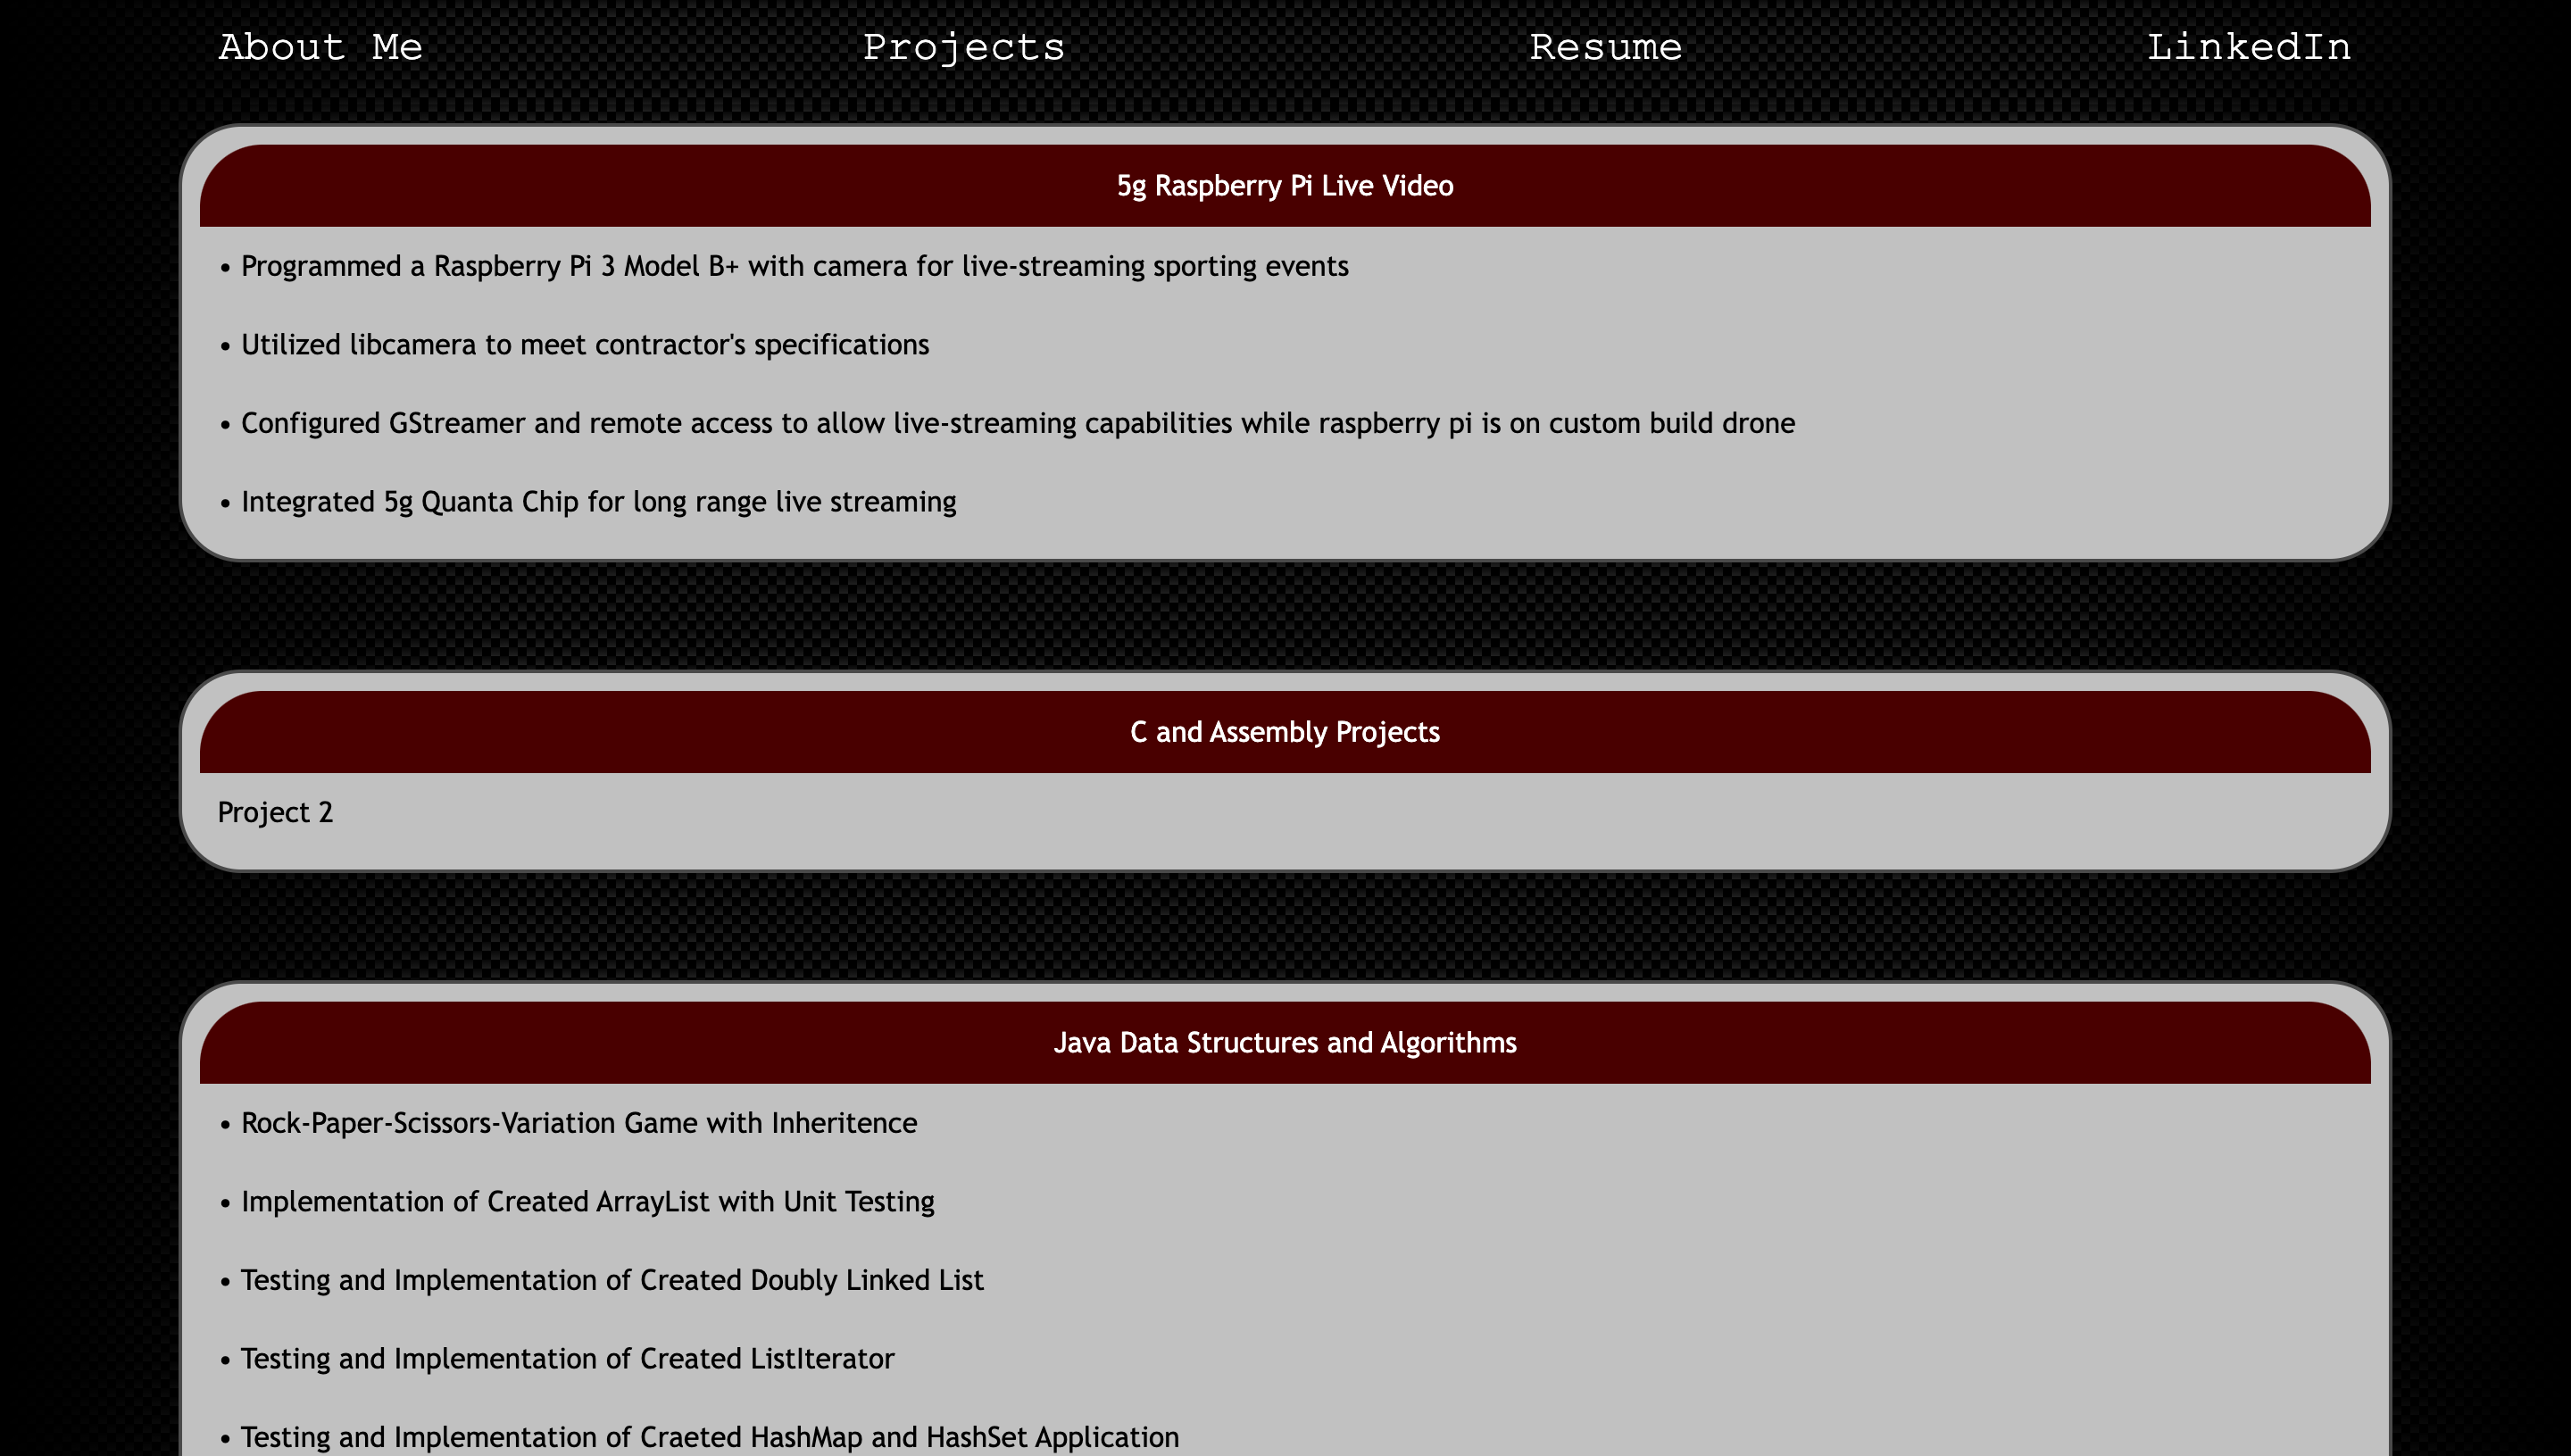 About Me Projects Resume LinkedIn
5g Raspberry Pi Live Video
• Programmed a Raspberry Pi 3 Model B+ with camera for live-streaming sporting events
• Utilized libcamera to meet contractor's specifications
• Configured GStreamer and remote access to allow live-streaming capabilities while raspberry pi is on custom build drone
• Integrated 5g Quanta Chip for long range live streaming
C and Assembly Projects
Project 2
Java Data Structures and Algorithms
• Rock-Paper-Scissors-Variation Game with Inheritence
• Implementation of Created ArrayList with Unit Testing
• Testing and Implementation of Created Doubly Linked List
• Testing and Implementation of Created ListIterator
• Testing and Implementation of Craeted HashMap and HashSet Application